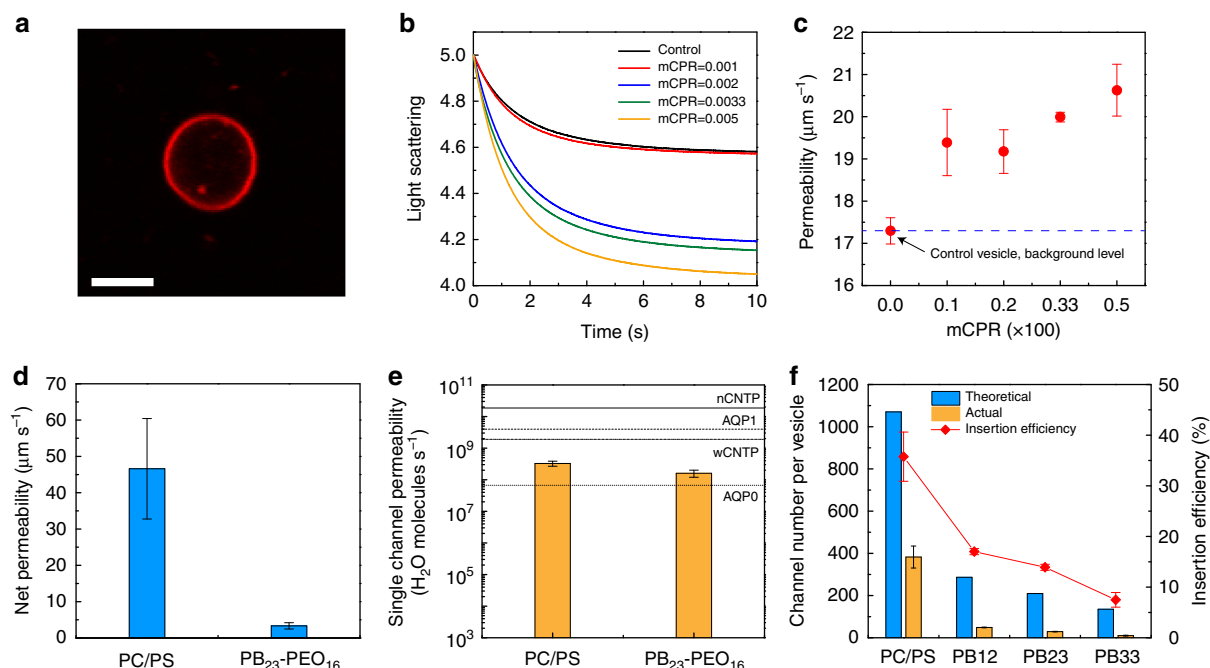 a
b
5.0
4.8
4.6
4.4
4.2
4.0
Light scattering
0
2
4
6
8
10
Time (s)
Control
mCPR=0.001
mCPR=0.002
mCPR=0.0033
mCPR=0.005
c
22
21
20
19
18
17
16
Permeability (μm s−1)
Control vesicle, background level
0.0
0.1
0.2
0.33
0.5
mCPR (×100)
d
70
60
50
40
30
20
10
0
Net permeability (μm s−1)
PC/PS
PB23-PEO16
e
10¹¹
10⁹
10⁷
10⁵
10³
Single channel permeability
(H2O molecules s−1)
nCNTP
AQP1
wCNTP
AQP0
PC/PS
PB23-PEO16
f
1200
1000
800
600
400
200
0
Channel number per vesicle
Theoretical
Actual
Insertion efficiency
50
40
30
20
10
0
Insertion efficiency (%)
PC/PS
PB12
PB23
PB33